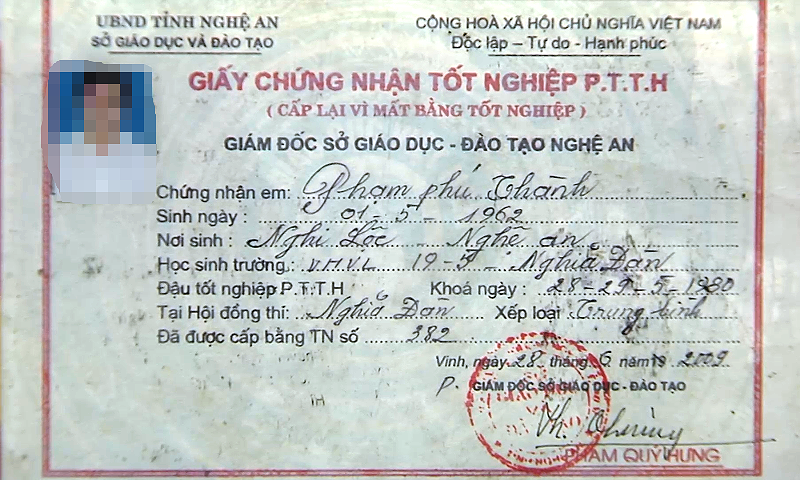 UBND TỈNH NGHỆ AN
SỞ GIÁO DỤC VÀ ĐÀO TẠO
CỘNG HOÀ XÃ HỘI CHỦ NGHĨA VIỆT NAM
Độc lập – Tự do - Hạnh phúc
GIẤY CHỨNG NHẬN TỐT NGHIỆP P.T.T.H
( CẤP LẠI VÌ MẤT BẰNG TỐT NGHIỆP )
GIÁM ĐỐC SỞ GIÁO DỤC - ĐÀO TẠO NGHỆ AN
Chứng nhận em: Phạm Phú Thành
Sinh ngày : 01 - 5 - 1962
Nơi sinh : Nghi Lộc - Nghệ an
Học sinh trường : V.H.V.L 19-5 - Nghĩa Đàn
Đậu tốt nghiệp P.T.T.H Khoá ngày : 28-29-5-1980
Tại Hội đồng thi: Nghĩa Đàn Xếp loại Trung bình
Đã được cấp bằng TN số 382
Vinh, ngày 28 tháng 6 năm 19 2009
P. GIÁM ĐỐC SỞ GIÁO DỤC - ĐÀO TẠO
PHẠM QUÝ HÙNG